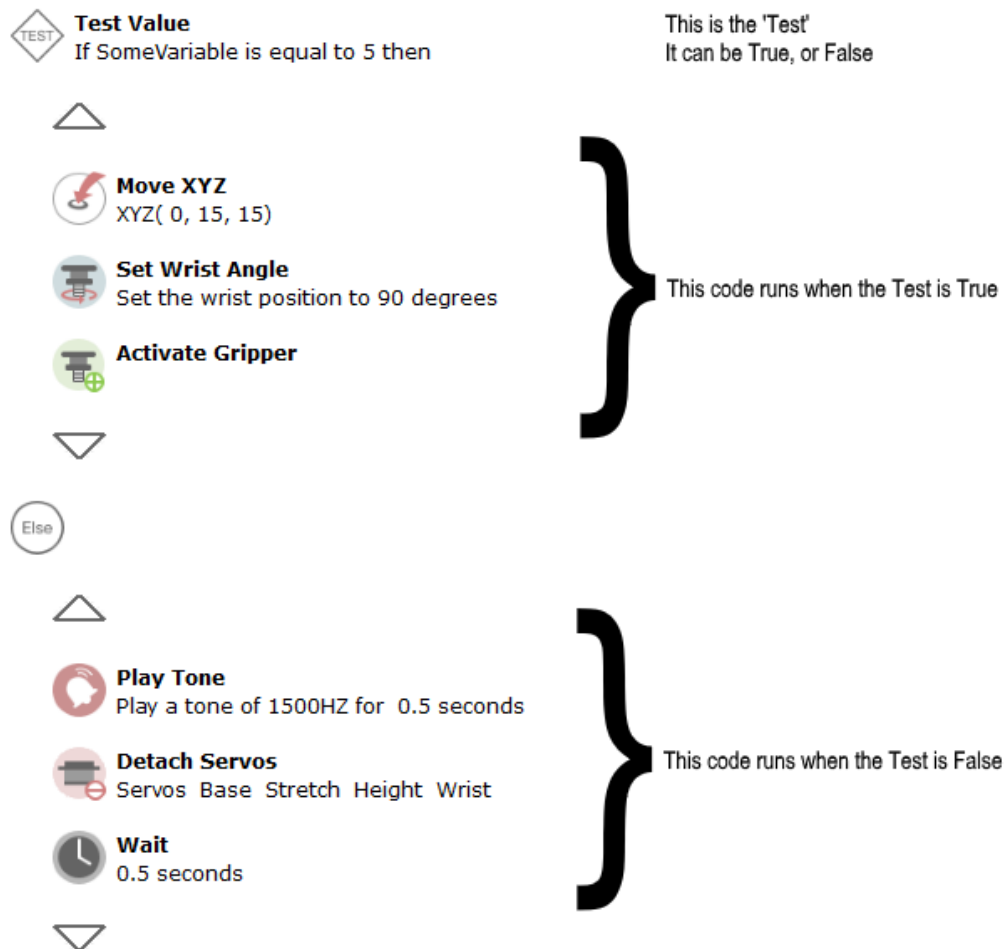 TEST
Test Value
If SomeVariable is equal to 5 then
This is the 'Test'
It can be True, or False
Move XYZ
XYZ( 0, 15, 15)
Set Wrist Angle
Set the wrist position to 90 degrees
This code runs when the Test is True
Activate Gripper
Else
Play Tone
Play a tone of 1500HZ for  0.5 seconds
Detach Servos
Servos  Base  Stretch  Height  Wrist
This code runs when the Test is False
Wait
0.5 seconds